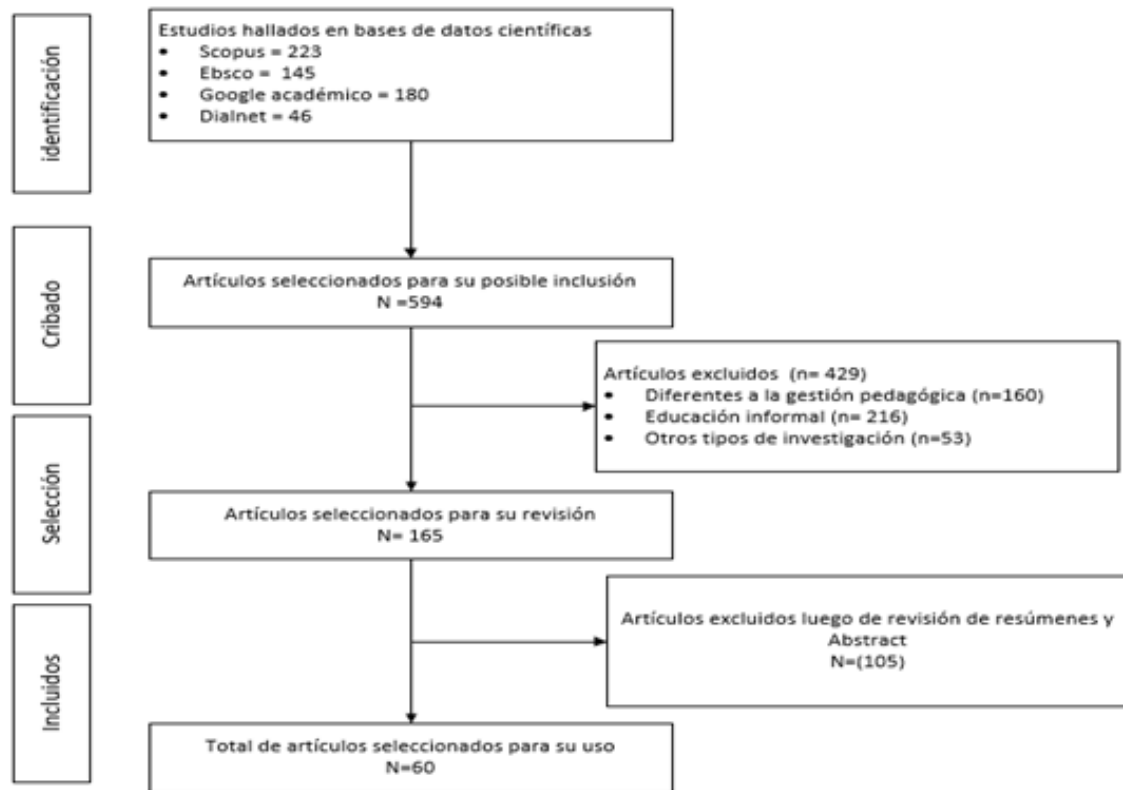 identificación
Estudios hallados en bases de datos científicas
• Scopus = 223
• Ebsco = 145
• Google académico = 180
• Dialnet = 46
Cribado
Artículos seleccionados para su posible inclusión
N =594
Artículos excluidos (n= 429)
• Diferentes a la gestión pedagógica (n=160)
• Educación informal (n= 216)
• Otros tipos de investigación (n=53)
Selección
Artículos seleccionados para su revisión
N= 165
Artículos excluidos luego de revisión de resúmenes y
Abstract
N=(105)
Incluidos
Total de artículos seleccionados para su uso
N=60